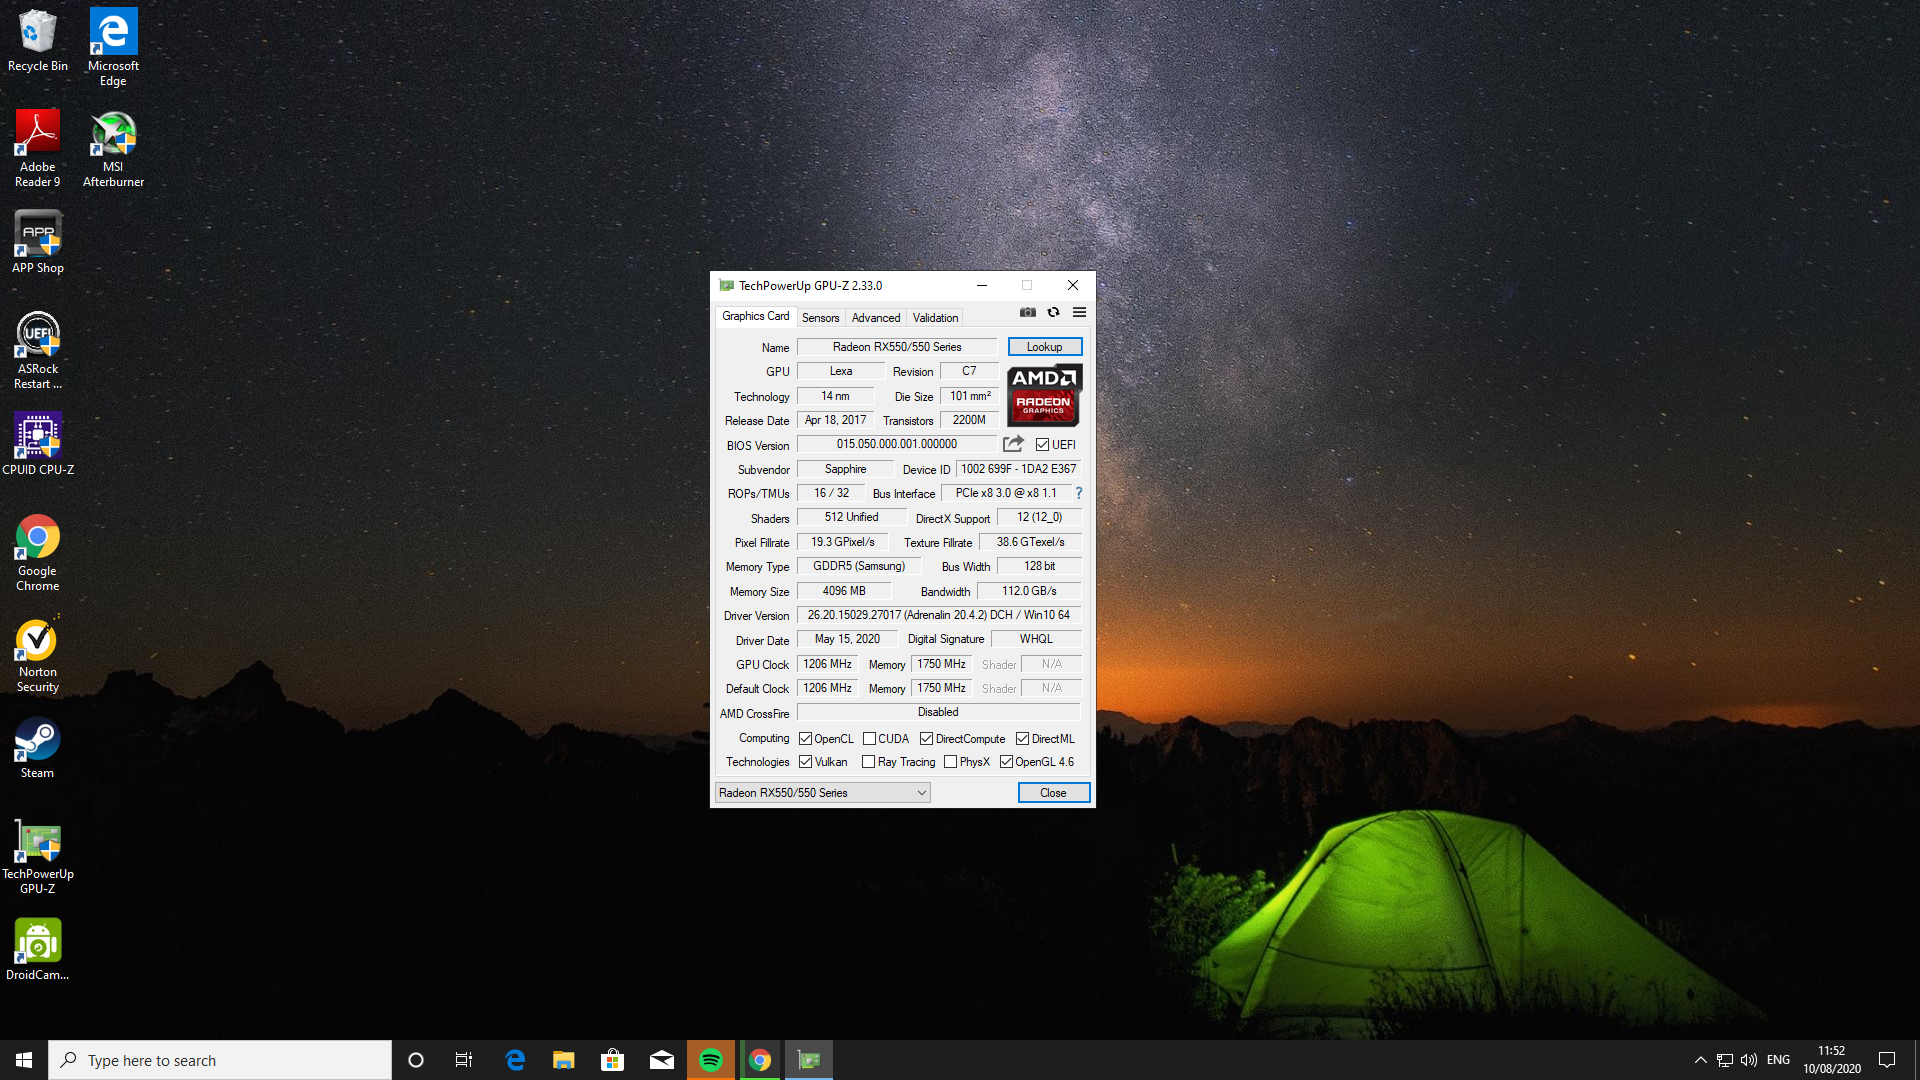 Recycle Bin
Microsoft
Edge
Adobe
Reader 9
MSI
Afterburner
APP
APP Shop
UEFI
ASRock
Restart ...
CPUID CPU-Z
Google
Chrome
Norton
Security
Steam
TechPowerUp
GPU-Z
DroidCam...
TechPowerUp GPU-Z 2.33.0
Graphics Card Sensors Advanced Validation
Name Radeon RX550/550 Series Lookup
GPU Lexa Revision C7
AMD
RADEON
GRAPHICS
Technology 14 nm Die Size 101 mm²
Release Date Apr 18, 2017 Transistors 2200M
BIOS Version 015.050.000.001.000000 UEFI
Subvendor Sapphire Device ID 1002 699F - 1DA2 E367
ROPs/TMUs 16 / 32 Bus Interface PCIe x8 3.0 @ x8 1.1 ?
Shaders 512 Unified DirectX Support 12 (12_0)
Pixel Fillrate 19.3 GPixel/s Texture Fillrate 38.6 GTexel/s
Memory Type GDDR5 (Samsung) Bus Width 128 bit
Memory Size 4096 MB Bandwidth 112.0 GB/s
Driver Version 26.20.15029.27017 (Adrenalin 20.4.2) DCH / Win10 64
Driver Date May 15, 2020 Digital Signature WHQL
GPU Clock 1206 MHz Memory 1750 MHz Shader N/A
Default Clock 1206 MHz Memory 1750 MHz Shader N/A
AMD CrossFire Disabled
Computing OpenCL CUDA DirectCompute DirectML
Technologies Vulkan Ray Tracing PhysX OpenGL 4.6
Radeon RX550/550 Series Close
Type here to search
ENG
11:52
10/08/2020